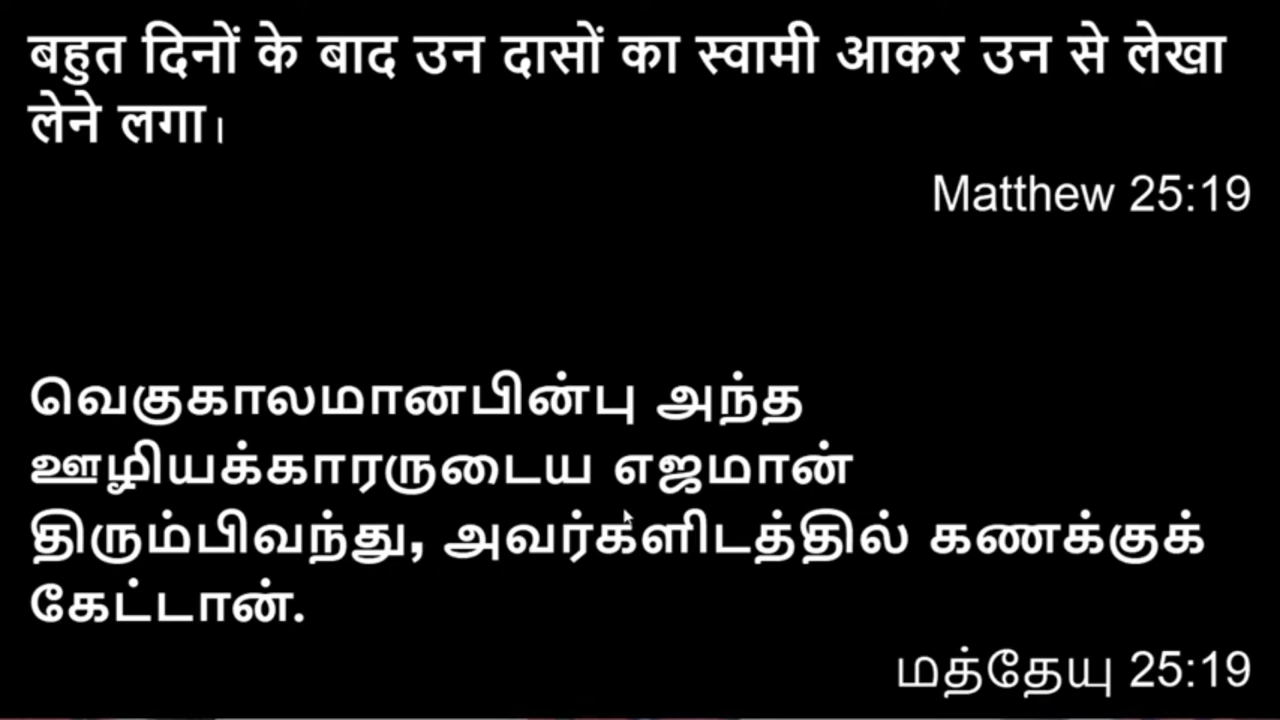 बहुत दिनों के बाद उन दासों का स्वामी आकर उन से लेखा
लेने लगा।
Matthew 25:19
வெகுகாலமானபின்பு அந்த
ஊழியக்காரருடைய எஜமான்
திரும்பிவந்து, அவர்களிடத்தில் கணக்குக்
கேட்டான்.
மத்தேயு 25:19